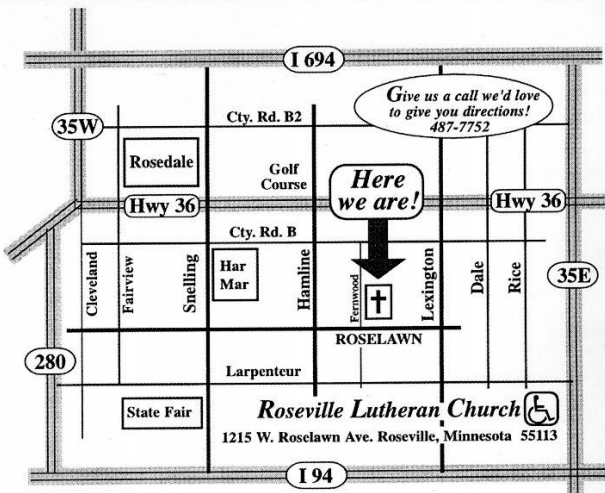 I 694
Give us a call we'd love
to give you directions!
487-7752
35W
Cty. Rd. B2
Rosedale
Golf
Course
Here
we are!
Hwy 36
Hwy 36
Cty. Rd. B
Cleveland
Fairview
Snelling
Har
Mar
Hamline
Fernwood
Lexington
Dale
Rice
35E
ROSELAWN
280
Larpenteur
State Fair
Roseville Lutheran Church
1215 W. Roselawn Ave. Roseville, Minnesota 55113
I 94